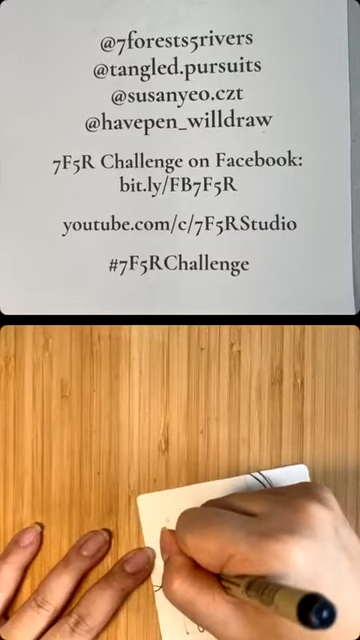 @7forests5rivers
@tangled.pursuits
@susanyeo.czt
@havepen_willdraw
7F5R Challenge on Facebook:
bit.ly/FB7F5R
youtube.com/c/7F5RStudio
#7F5RChallenge